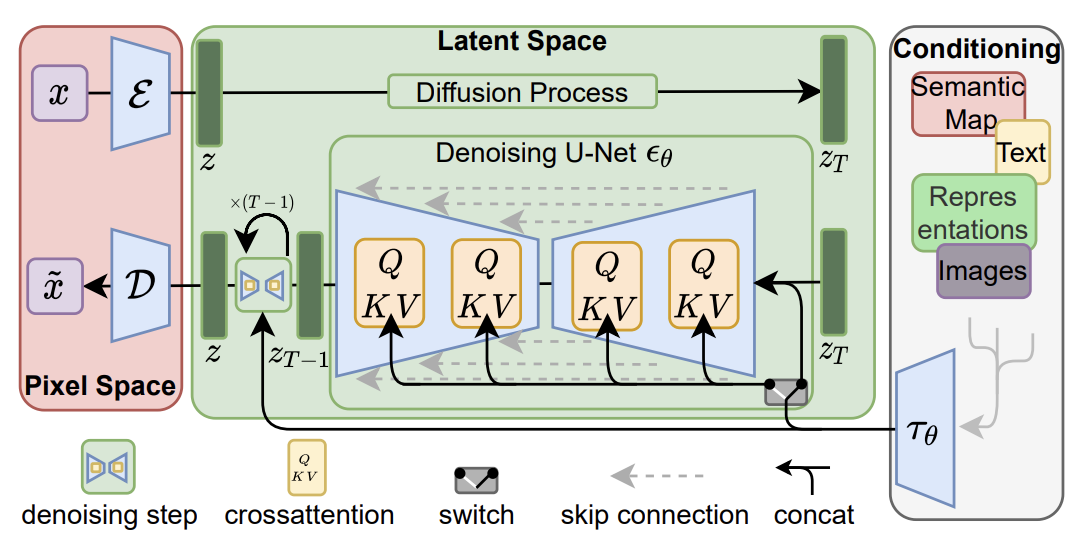 Latent Space
Conditioning
x
ℰ
z
Diffusion Process
z_T
Semantic
Map
Text
Repres
entations
Images
Denoising U-Net ϵ_θ
×(T − 1)
Q
KV
Q
KV
Q
KV
Q
KV
x̃
𝒟
z
z_{T−1}
z_T
Pixel Space
τ_θ
Q
KV
denoising step
crossattention
switch
skip connection
concat